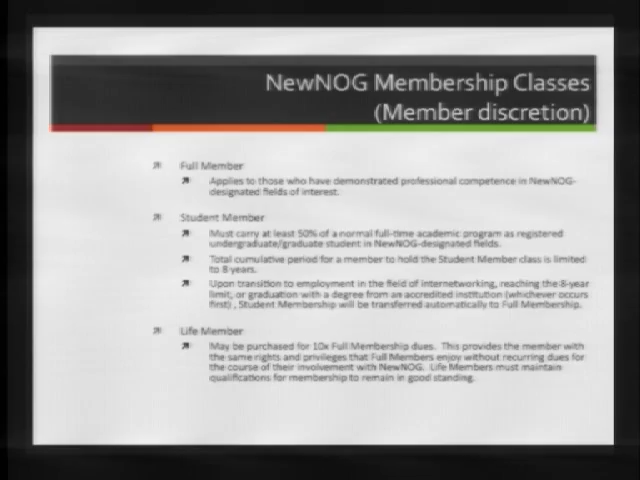 NewNOG Membership Classes
(Member discretion)
Full Member
Applies to those who have demonstrated professional competence in NewNOG-
designated fields of interest.
Student Member
Must carry at least 50% of a normal full-time academic program as registered
undergraduate/graduate student in NewNOG-designated fields.
Total cumulative period for a member to hold the Student Member class is limited
to 8 years.
Upon transition to employment in the field of internetworking, reaching the 8-year
limit, or graduation with a degree from an accredited institution (whichever occurs
first) , Student Membership will be transferred automatically to Full Membership.
Life Member
May be purchased for 10x Full Membership dues. This provides the member with
the same rights and privileges that Full Members enjoy without recurring dues for
the course of their involvement with NewNOG. Life Members must maintain
qualifications for membership to remain in good standing.